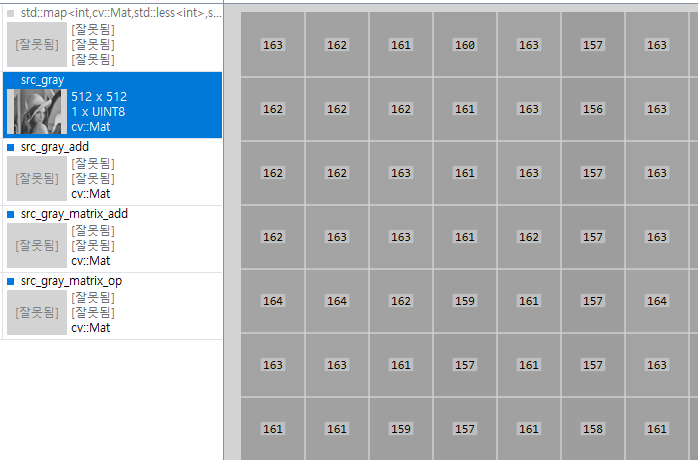 std::map<int,cv::Mat,std::less<int>,s...
[잘못됨]
[잘못됨]
[잘못됨]
[잘못됨]
src_gray
512 x 512
1 x UINT8
cv::Mat
src_gray_add
[잘못됨]
[잘못됨]
[잘못됨]
cv::Mat
src_gray_matrix_add
[잘못됨]
[잘못됨]
[잘못됨]
cv::Mat
src_gray_matrix_op
[잘못됨]
[잘못됨]
[잘못됨]
cv::Mat
163 162 161 160 163 157 163
162 162 162 161 163 156 163
162 162 163 161 163 157 163
162 163 163 161 162 157 163
164 164 162 159 161 157 164
163 163 161 157 161 157 163
161 161 159 157 161 158 161